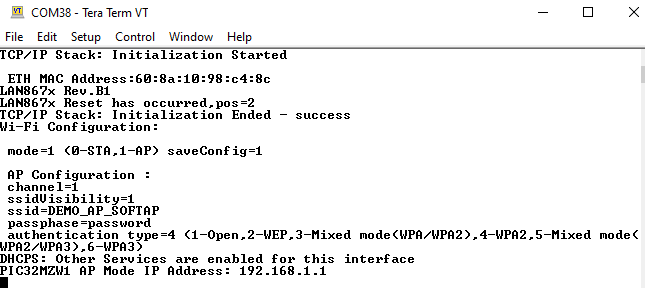 COM38 - Tera Term VT
File Edit Setup Control Window Help
TCP/IP Stack: Initialization Started
ETH MAC Address:60:8a:10:98:c4:8c
LAN867x Rev.B1
LAN867x Reset has occurred,pos=2
TCP/IP Stack: Initialization Ended - success
Wi-Fi Configuration:
mode=1 (0-STA,1-AP) saveConfig=1
AP Configuration :
channel=1
ssidVisibility=1
ssid=DEMO_AP_SOFTAP
passphase=password
authentication type=4 (1-Open,2-WEP,3-Mixed mode(WPA/WPA2),4-WPA2,5-Mixed mode(
WPA2/WPA3),6-WPA3)
DHCPS: Other Services are enabled for this interface
PIC32MZW1 AP Mode IP Address: 192.168.1.1